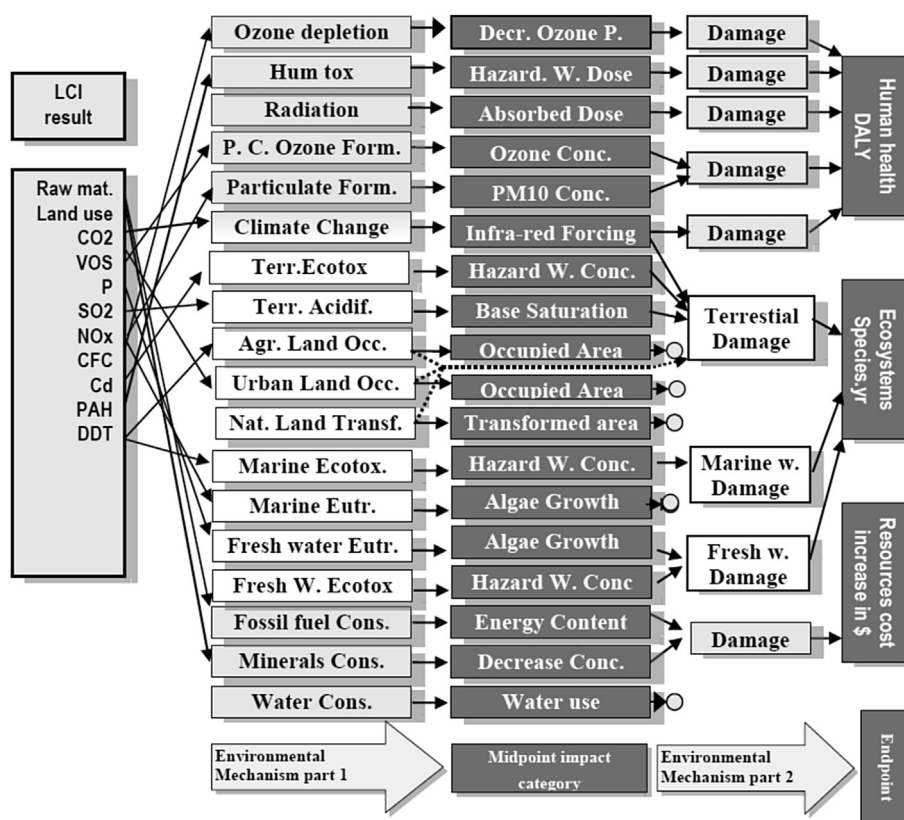 LCI
result
Raw mat.
Land use
CO2
VOS
P
SO2
NOx
CFC
Cd
PAH
DDT
Ozone depletion
Hum tox
Radiation
P. C. Ozone Form.
Particulate Form.
Climate Change
Terr.Ecotox
Terr. Acidif.
Agr. Land Occ.
Urban Land Occ.
Nat. Land Transf.
Marine Ecotox.
Marine Eutr.
Fresh water Eutr.
Fresh W. Ecotox
Fossil fuel Cons.
Minerals Cons.
Water Cons.
Decr. Ozone P.
Hazard. W. Dose
Absorbed Dose
Ozone Conc.
PM10 Conc.
Infra-red Forcing
Hazard W. Conc.
Base Saturation
Occupied Area
Occupied Area
Transformed area
Hazard W. Conc.
Algae Growth
Algae Growth
Hazard W. Conc
Energy Content
Decrease Conc.
Water use
Damage
Damage
Damage
Damage
Damage
Terrestial
Damage
Marine w.
Damage
Fresh w.
Damage
Damage
Human health
DALY
Ecosystems
Species,yr
Resources cost
increase in $
Environmental
Mechanism part 1
Midpoint impact
category
Environmental
Mechanism part 2
Endpoint